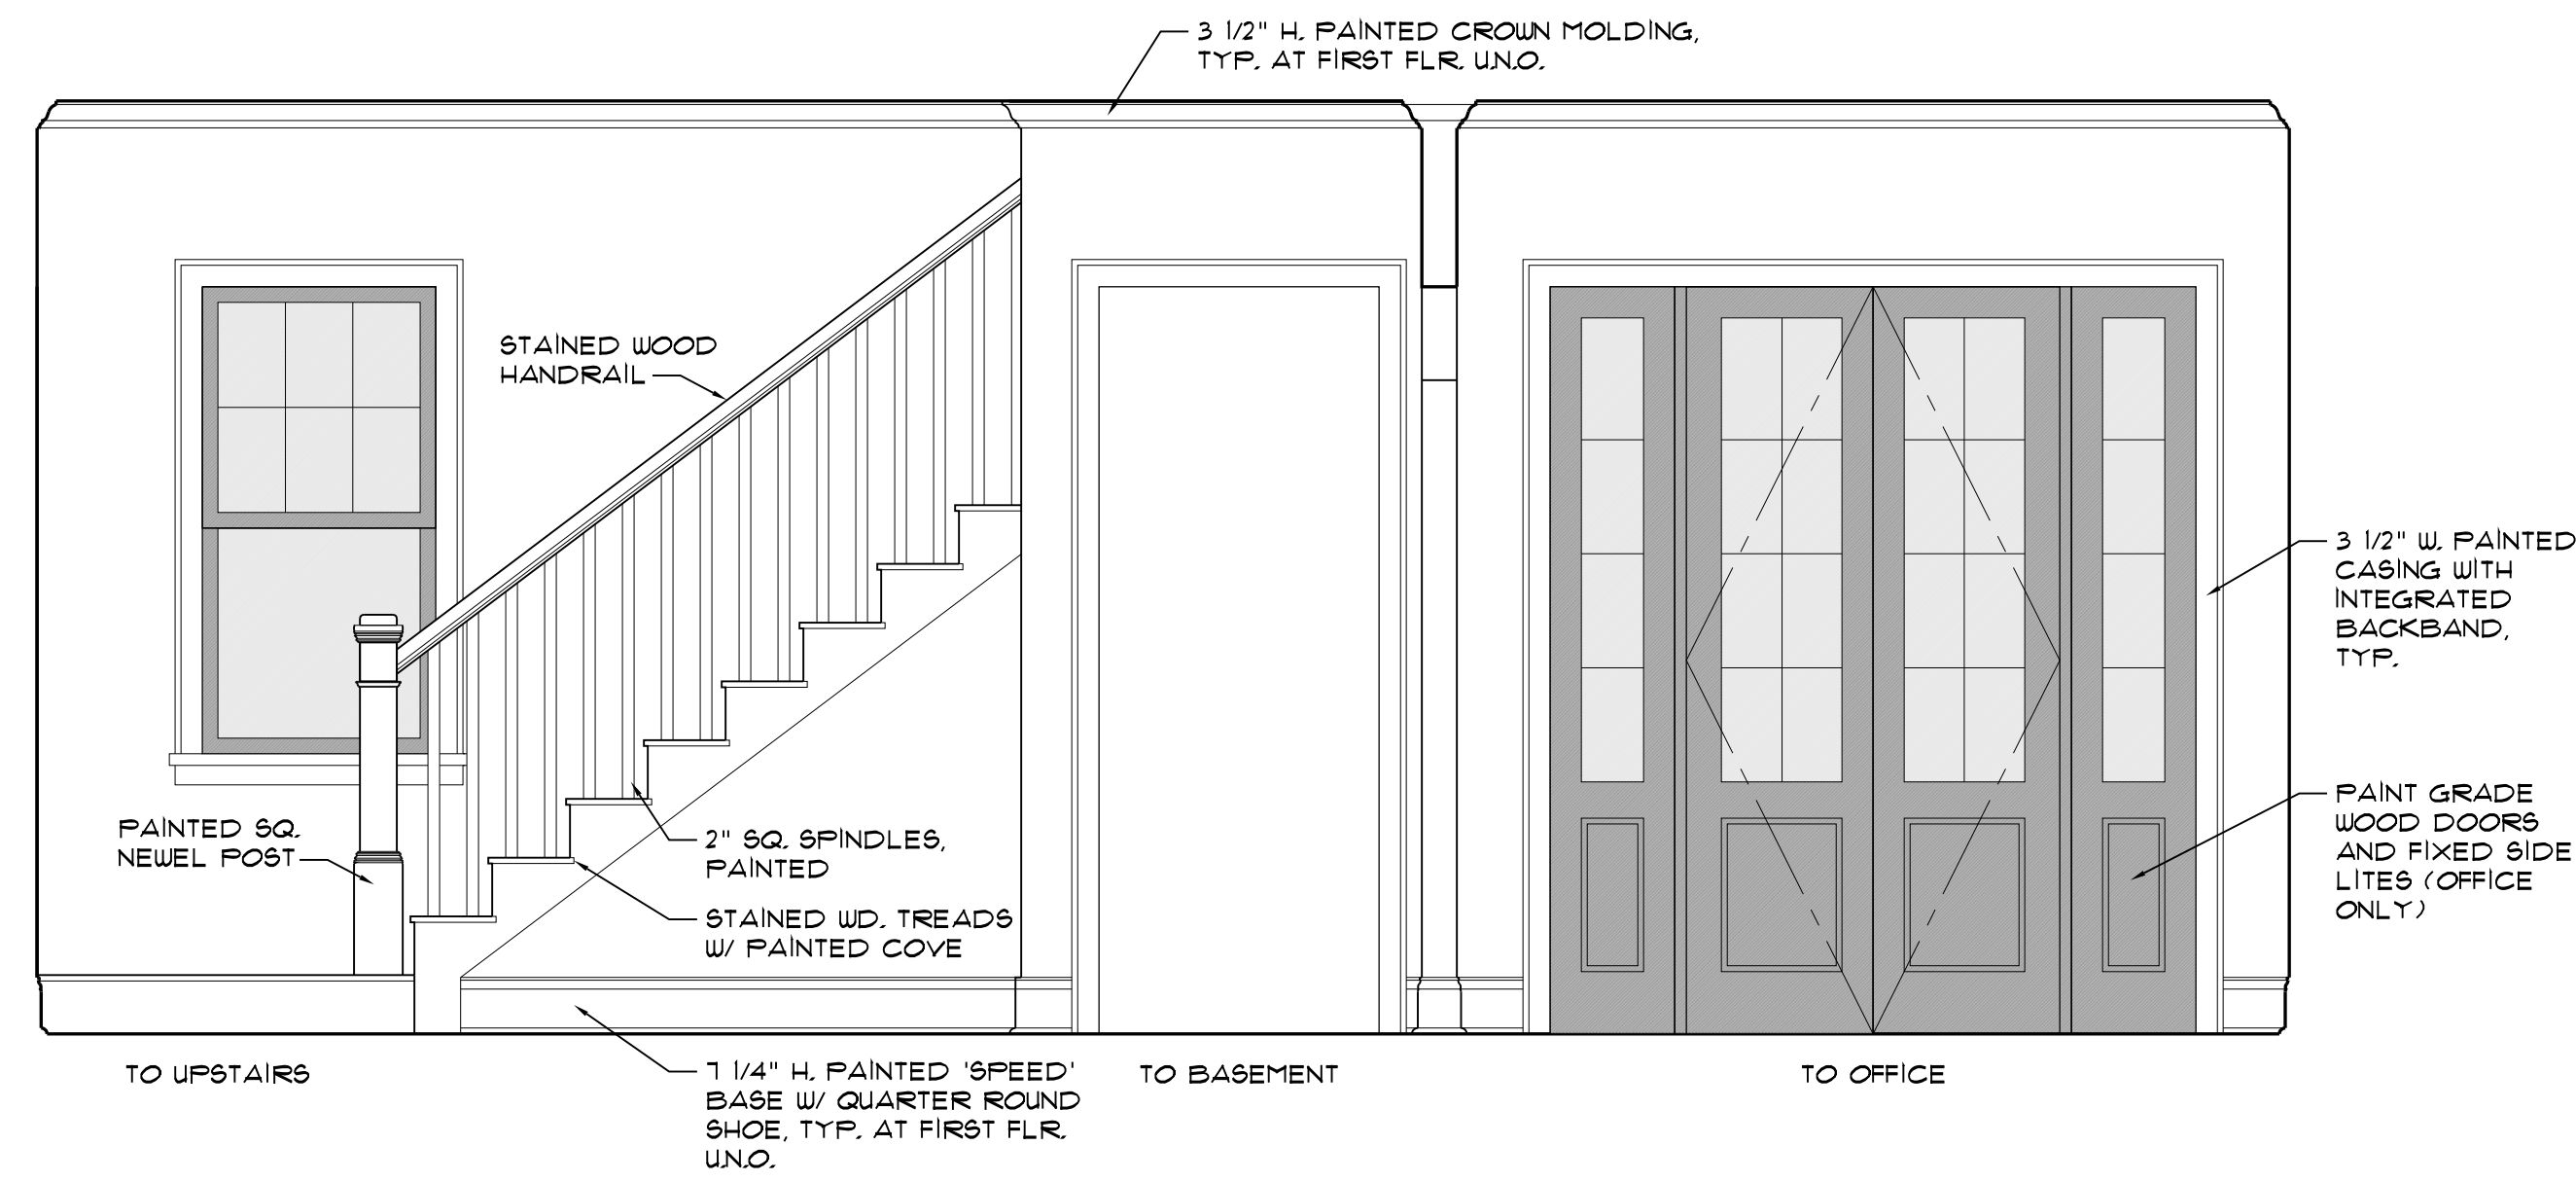 3 1/2" H. PAINTED CROWN MOLDING,
TYP. AT FIRST FLR. U.N.O.
STAINED WOOD
HANDRAIL
3 1/2" W. PAINTED
CASING WITH
INTEGRATED
BACKBAND,
TYP.
PAINT GRADE
WOOD DOORS
AND FIXED SIDE
LITES (OFFICE
ONLY)
PAINTED SQ.
NEWEL POST
2" SQ. SPINDLES,
PAINTED
STAINED WD. TREADS
W/ PAINTED COVE
TO UPSTAIRS
7 1/4" H. PAINTED 'SPEED'
BASE W/ QUARTER ROUND
SHOE, TYP. AT FIRST FLR.
U.N.O.
TO BASEMENT
TO OFFICE